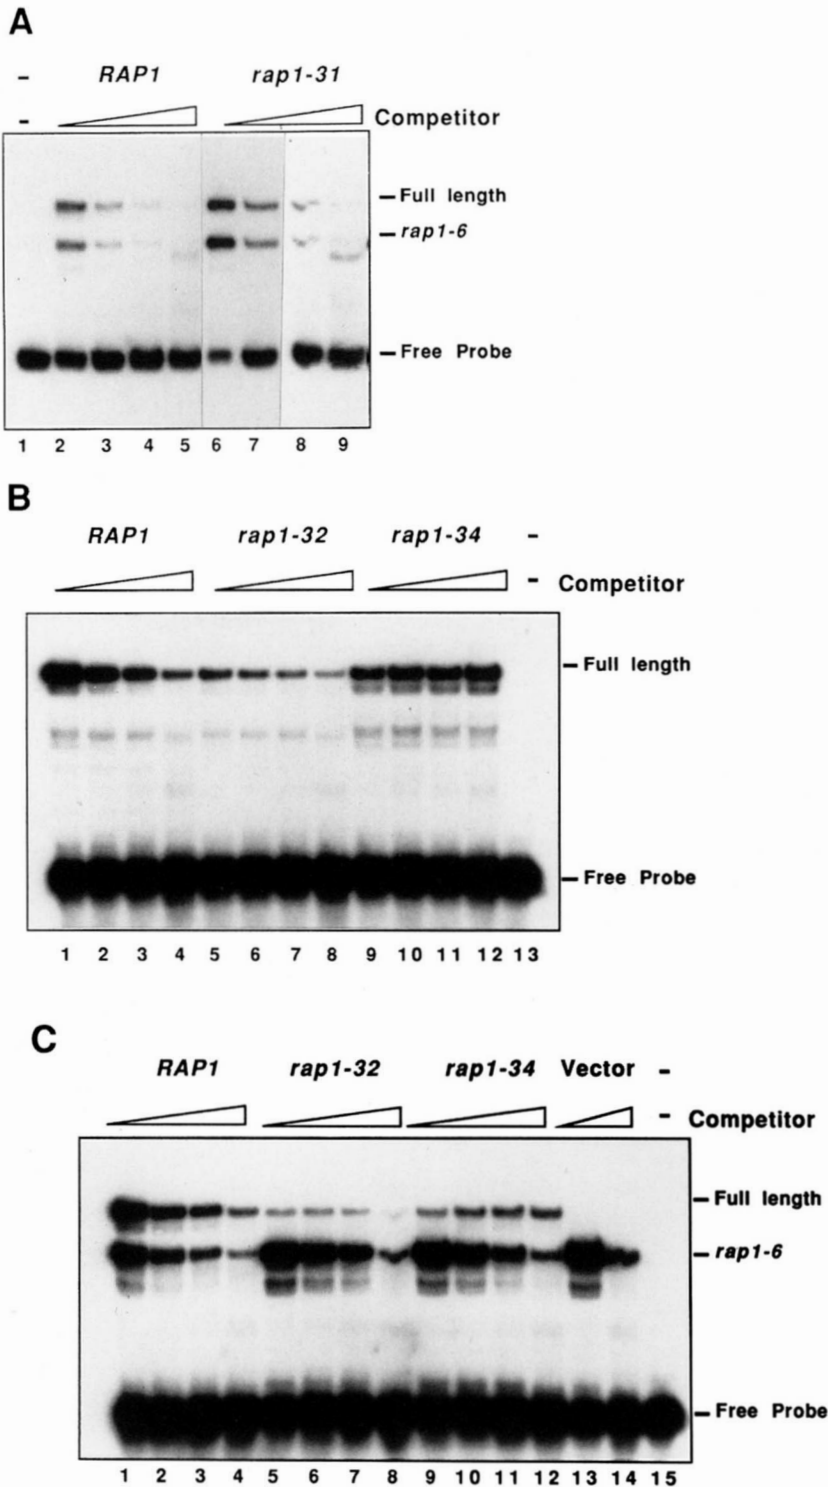 A
- RAP1 rap1-31
- Competitor
Full length
rap1-6
Free Probe
1 2 3 4 5 6 7 8 9
B
RAP1 rap1-32 rap1-34 -
- Competitor
Full length
Free Probe
1 2 3 4 5 6 7 8 9 10 11 12 13
C
RAP1 rap1-32 rap1-34 Vector -
- Competitor
Full length
rap1-6
Free Probe
1 2 3 4 5 6 7 8 9 10 11 12 13 14 15